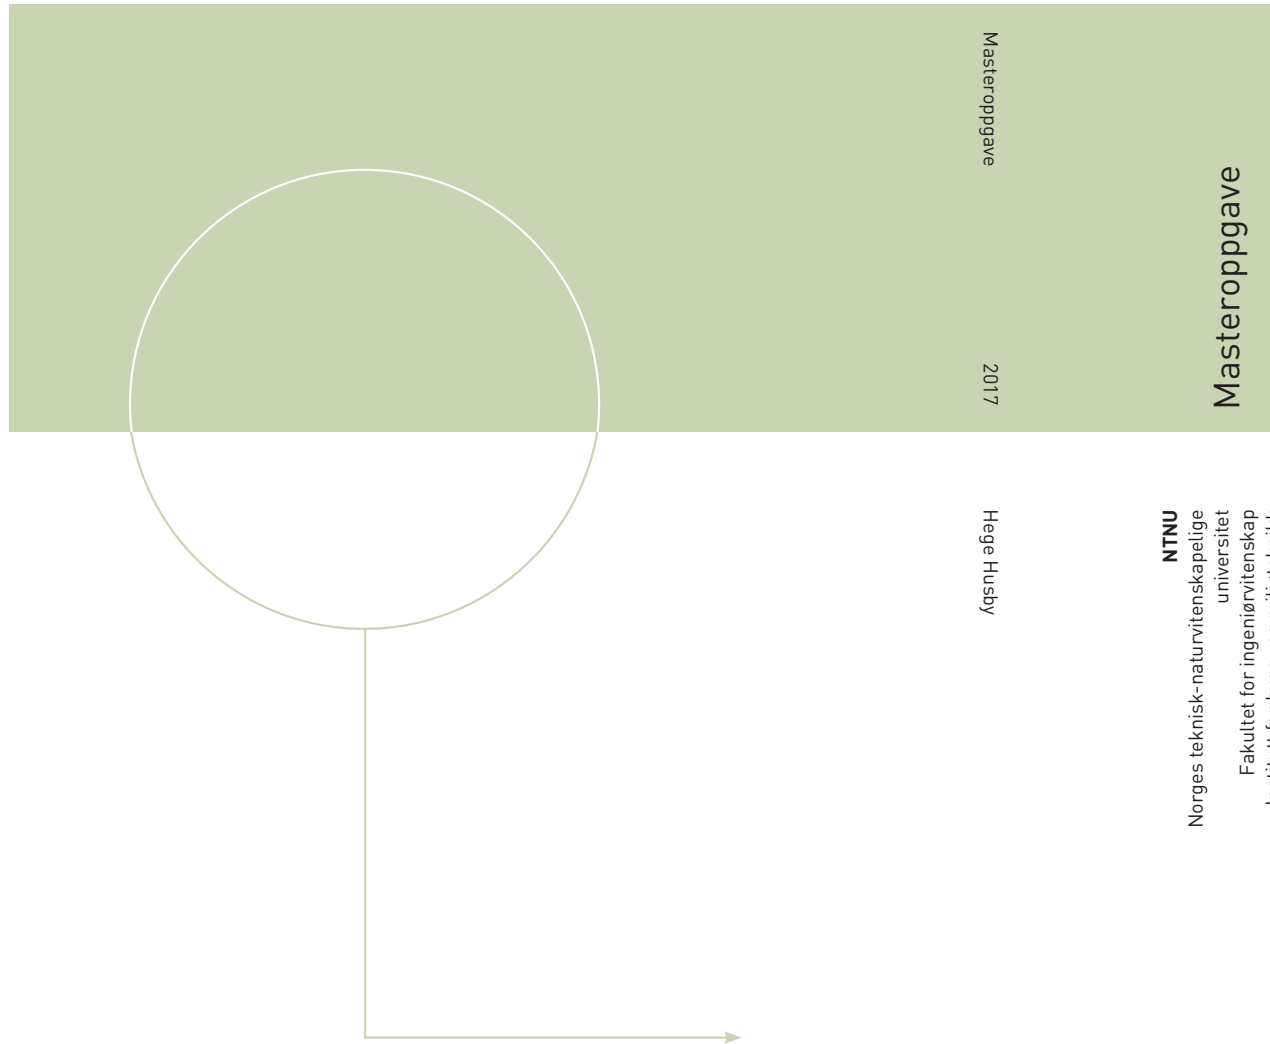 Masteroppgave
2017
Hege Husby
Masteroppgave
NTNU
Norges teknisk-naturvitenskapelige
universitet
Fakultet for ingeniørvitenskap